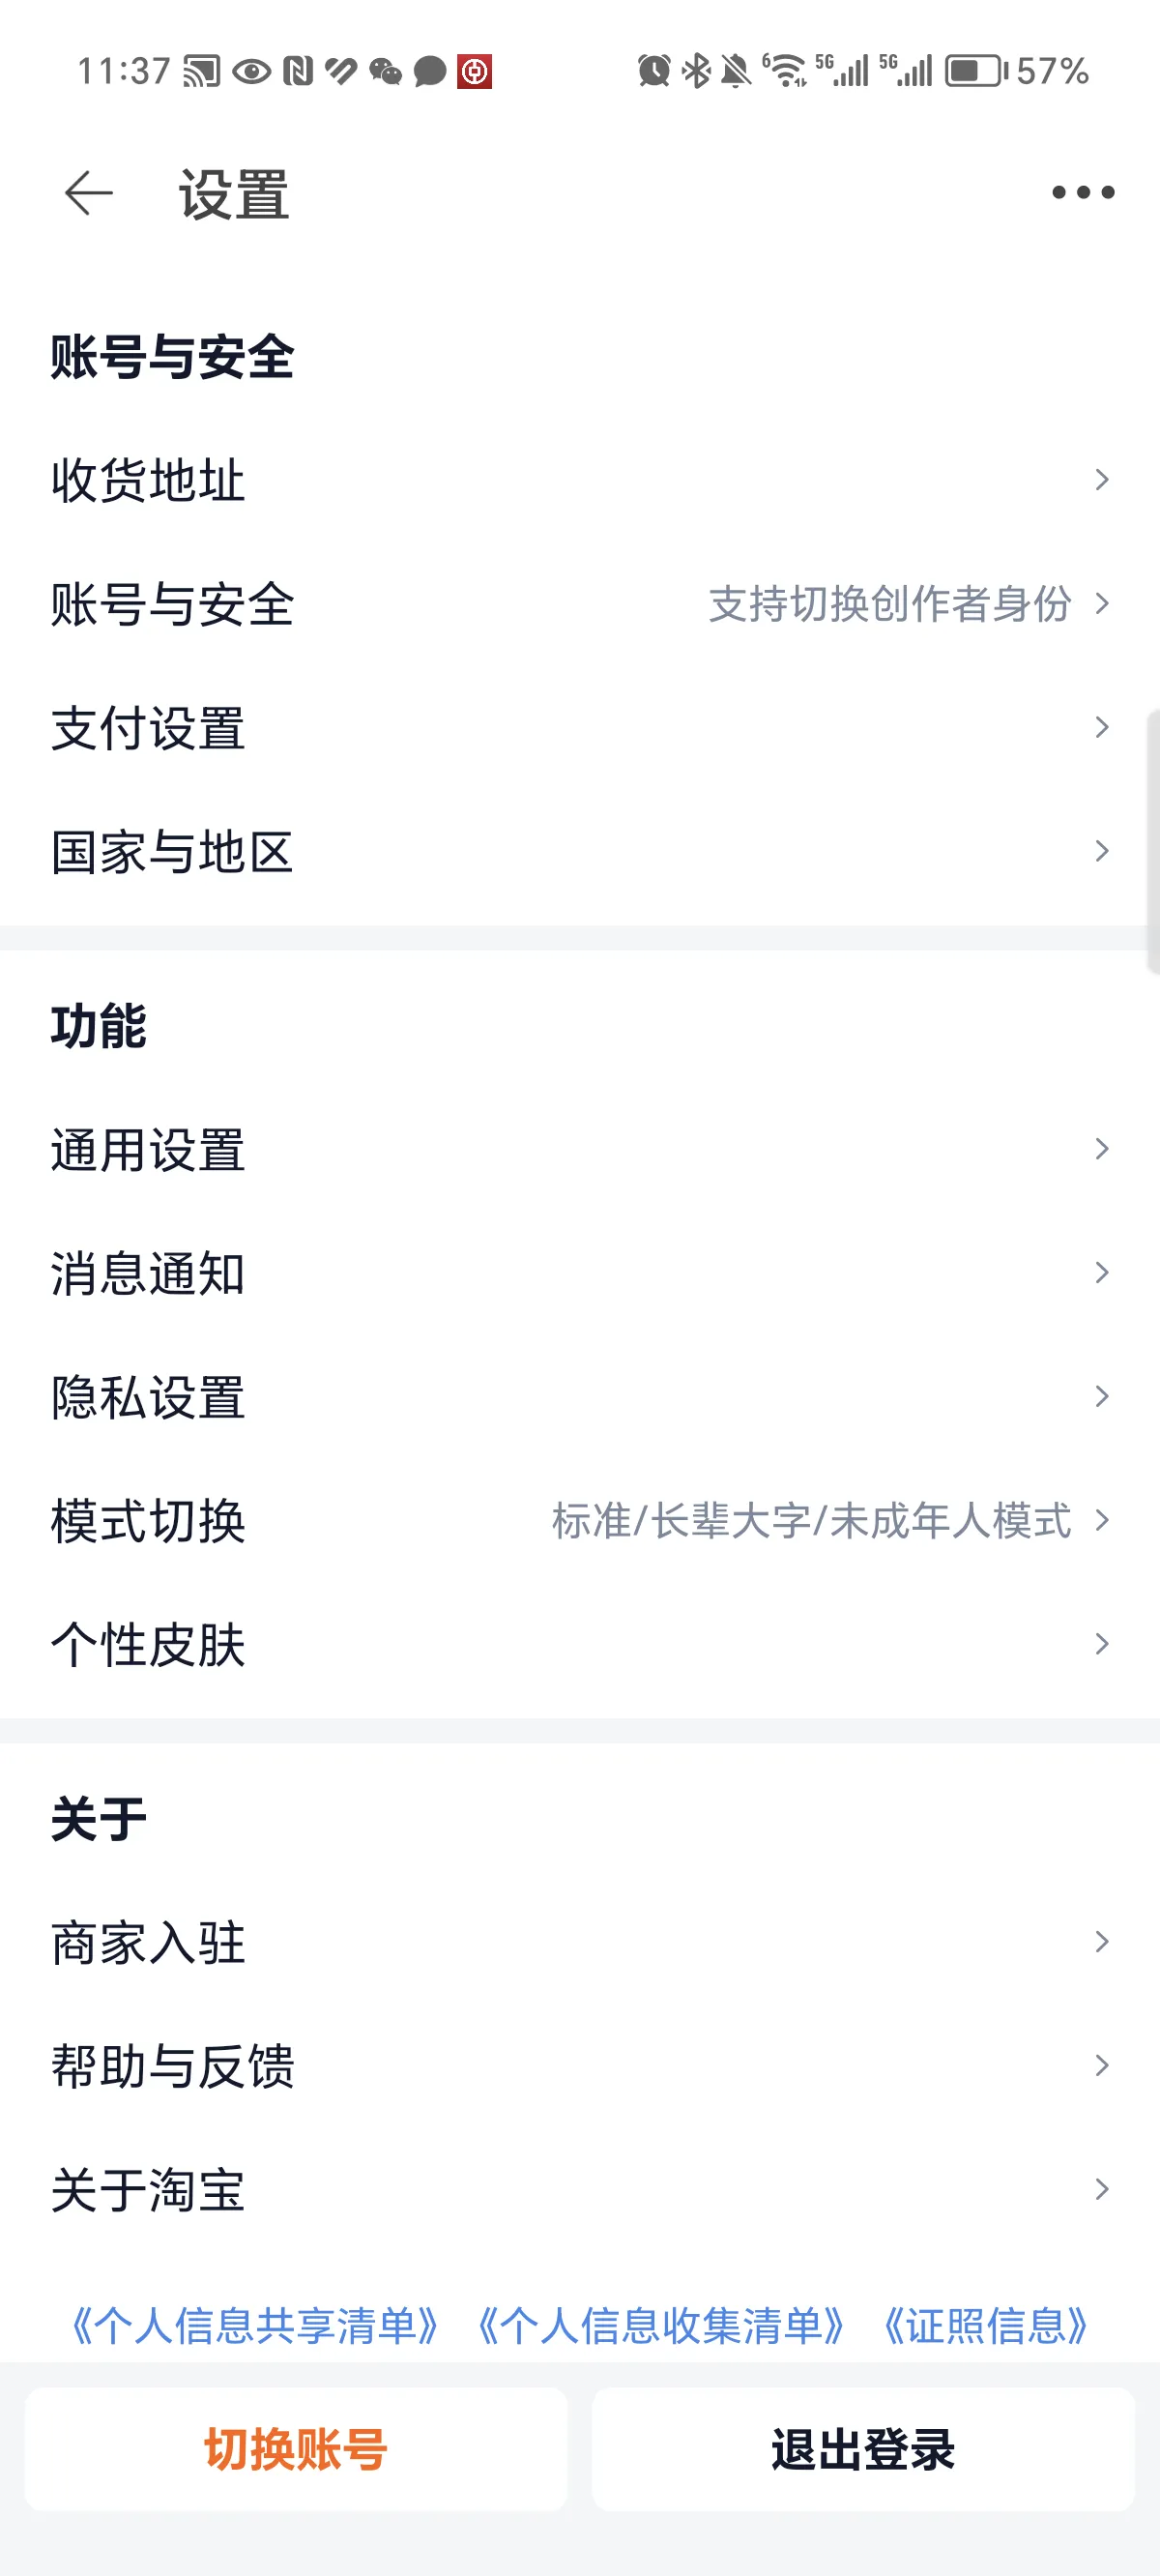 11:37 6 5G 5G 57%
设置
账号与安全
收货地址
账号与安全 支持切换创作者身份
支付设置
国家与地区
功能
通用设置
消息通知
隐私设置
模式切换 标准/长辈大字/未成年人模式
个性皮肤
关于
商家入驻
帮助与反馈
关于淘宝
《个人信息共享清单》《个人信息收集清单》《证照信息》
切换账号 退出登录